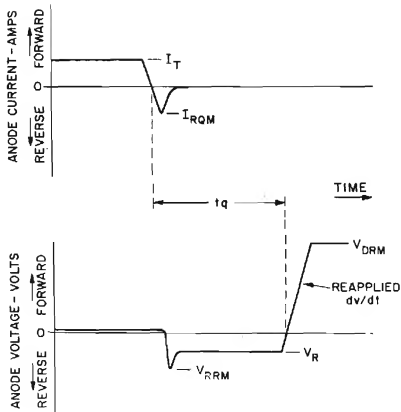 ANODE CURRENT-AMPS
REVERSE
FORWARD
0
I_T
I_RQM
TIME
tq
ANODE VOLTAGE-VOLTS
REVERSE
FORWARD
0
V_DRM
REAPPLIED
dv/dt
V_R
V_RRM